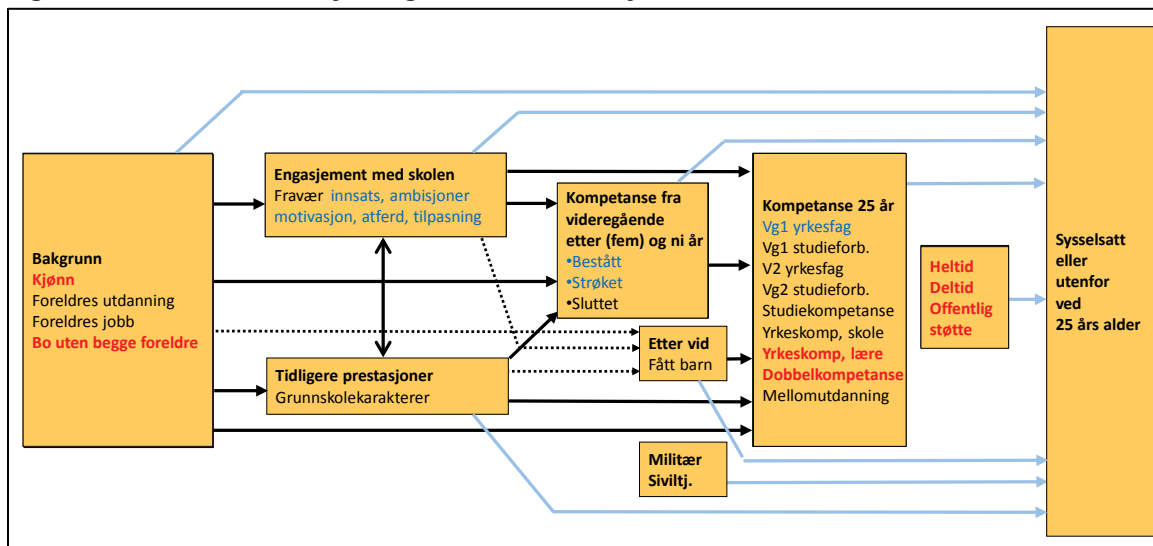 Bakgrunn
Kjønn
Foreldres utdanning
Foreldres jobb
Bo uten begge foreldre
Engasjement med skolen
Fravær innsats, ambisjoner
motivasjon, atferd, tilpasning
Tidligere prestasjoner
Grunnskolekarakterer
Kompetanse fra
videregående
etter (fem) og ni år
•Bestått
•Strøket
•Sluttet
Etter vid
Fått barn
Militær
Siviltj.
Kompetanse 25 år
Vg1 yrkesfag
Vg1 studieforb.
V2 yrkesfag
Vg2 studieforb.
Studiekompetanse
Yrkeskomp, skole
Yrkeskomp, lære
Dobbelkompetanse
Mellomutdanning
Heltid
Deltid
Offentlig
støtte
Sysselsatt
eller
utenfor
ved
25 års alder